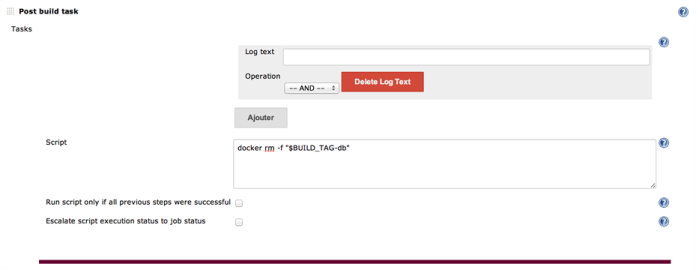 Post build task
Tasks
Log text
Operation
-- AND --
Delete Log Text
Ajouter
Script
docker rm -f "$BUILD_TAG-db"
Run script only if all previous steps were successful
Escalate script execution status to job status